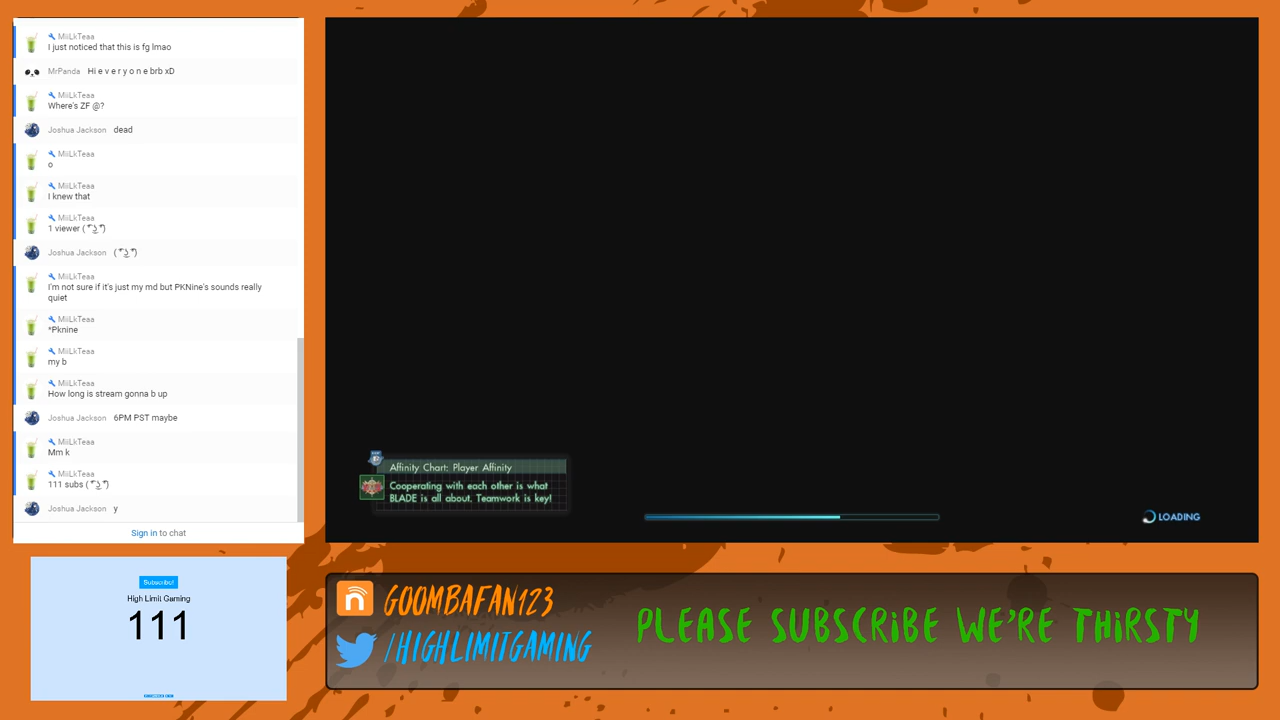 MiiLkTeaa
I just noticed that this is fg lmao
MrPanda Hi e v e r y o n e brb xD
MiiLkTeaa
Where's ZF @?
Joshua Jackson dead
MiiLkTeaa
o
MiiLkTeaa
I knew that
MiiLkTeaa
1 viewer ( ͡° ͜ʖ ͡°)
Joshua Jackson ( ͡° ͜ʖ ͡°)
MiiLkTeaa
I'm not sure if it's just my md but PKNine's sounds really
quiet
MiiLkTeaa
*Pknine
MiiLkTeaa
my b
MiiLkTeaa
How long is stream gonna b up
Joshua Jackson 6PM PST maybe
MiiLkTeaa
Mm k
MiiLkTeaa
111 subs ( ͡° ͜ʖ ͡°)
Joshua Jackson y
Sign in to chat
Subscribe!
High Limit Gaming
111
Affinity Chart: Player Affinity
Cooperating with each other is what
BLADE is all about. Teamwork is key!
LOADING
GOOMBAFAN123
/HIGHLIMITGAMING
PLEASE SUBSCRiBE WE'RE THiRSTY